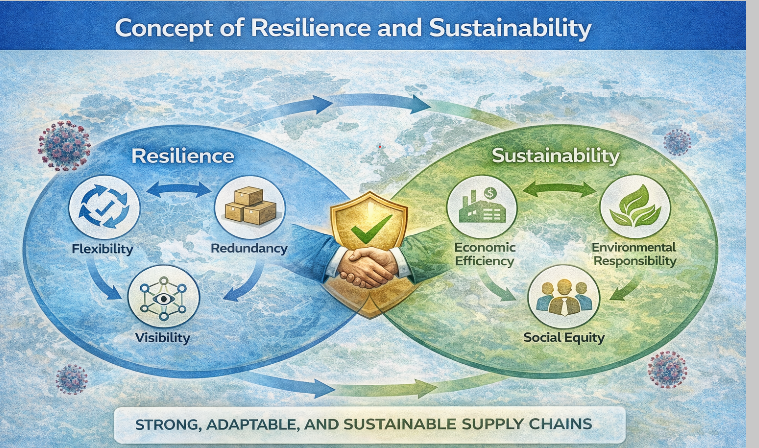 Concept of Resilience and Sustainability
Resilience
Sustainability
$
Flexibility
Redundancy
Economic
Efficiency
Environmental
Responsibility
Visibility
Social Equity
STRONG, ADAPTABLE, AND SUSTAINABLE SUPPLY CHAINS